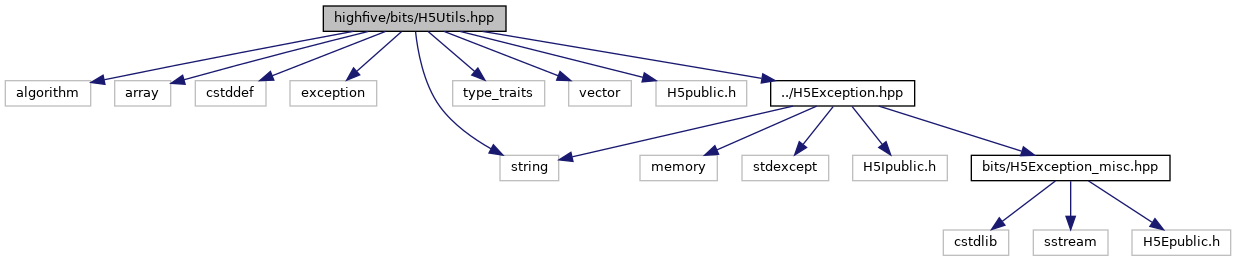 highfive/bits/H5Utils.hpp
algorithm
array
cstddef
exception
type_traits
vector
H5public.h
../H5Exception.hpp
string
memory
stdexcept
H5Ipublic.h
bits/H5Exception_misc.hpp
cstdlib
sstream
H5Epublic.h